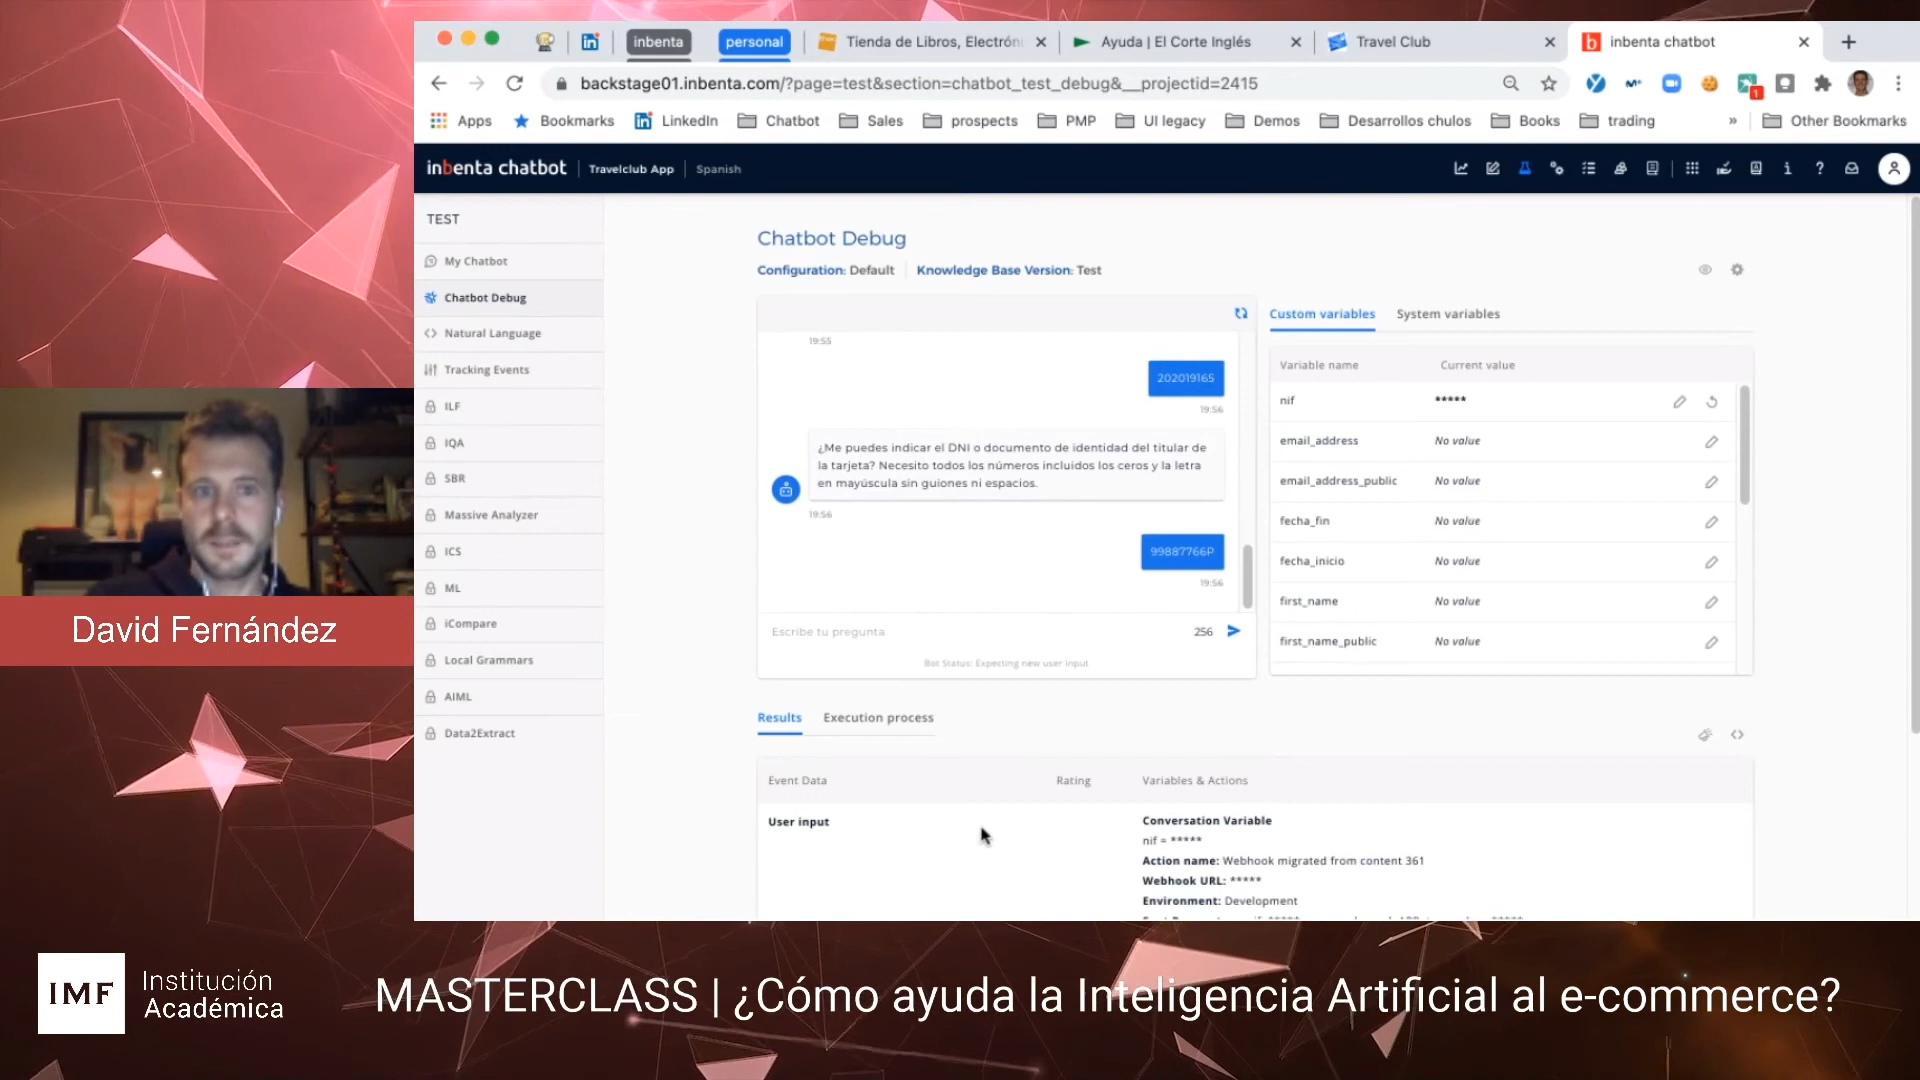 inbenta
personal
Tienda de Libros, Electróni
Ayuda | El Corte Inglés
Travel Club
inbenta chatbot
backstage01.inbenta.com/?page=test&section=chatbot_test_debug&__projectid=2415
1
Apps
Bookmarks
LinkedIn
Chatbot
Sales
prospects
PMP
UI legacy
Demos
Desarrollos chulos
Books
trading
»
Other Bookmarks
inbenta chatbot
Travelclub App
Spanish
TEST
My Chatbot
Chatbot Debug
Natural Language
Tracking Events
ILF
IQA
SBR
Massive Analyzer
ICS
ML
iCompare
Local Grammars
AIML
Data2Extract
Chatbot Debug
Configuration: Default
Knowledge Base Version: Test
19:55
202019165
19:56
¿Me puedes indicar el DNI o documento de identidad del titular de
la tarjeta? Necesito todos los números incluidos los ceros y la letra
en mayúscula sin guiones ni espacios.
19:56
99887766P
19:56
Escribe tu pregunta
256
Bot Status: Expecting new user input
Custom variables
System variables
Variable name
Current value
nif
*****
email_address
No value
email_address_public
No value
fecha_fin
No value
fecha_inicio
No value
first_name
No value
first_name_public
No value
Results
Execution process
Event Data
Rating
Variables & Actions
User input
Conversation Variable
nif = *****
Action name: Webhook migrated from content 361
Webhook URL: *****
Environment: Development
David Fernández
IMF
Institución
Académica
MASTERCLASS | ¿Cómo ayuda la Inteligencia Artificial al e-commerce?